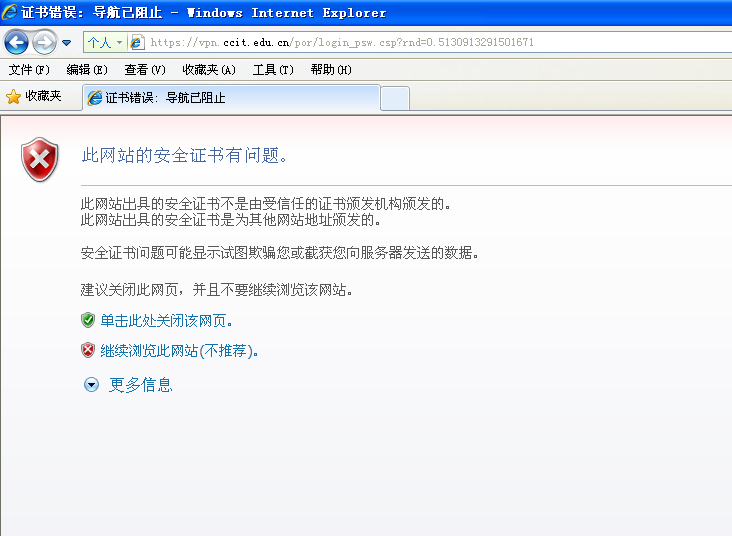 证书错误: 导航已阻止 - Windows Internet Explorer
个人 https://vpn.ccit.edu.cn/por/login_psw.csp?rnd=0.5130913291501671
文件(F) 编辑(E) 查看(V) 收藏夹(A) 工具(T) 帮助(H)
收藏夹 证书错误: 导航已阻止
此网站的安全证书有问题。
此网站出具的安全证书不是由受信任的证书颁发机构颁发的。
此网站出具的安全证书是为其他网站地址颁发的。
安全证书问题可能显示试图欺骗您或截获您向服务器发送的数据。
建议关闭此网页，并且不要继续浏览该网站。
单击此处关闭该网页。
继续浏览此网站(不推荐)。
更多信息